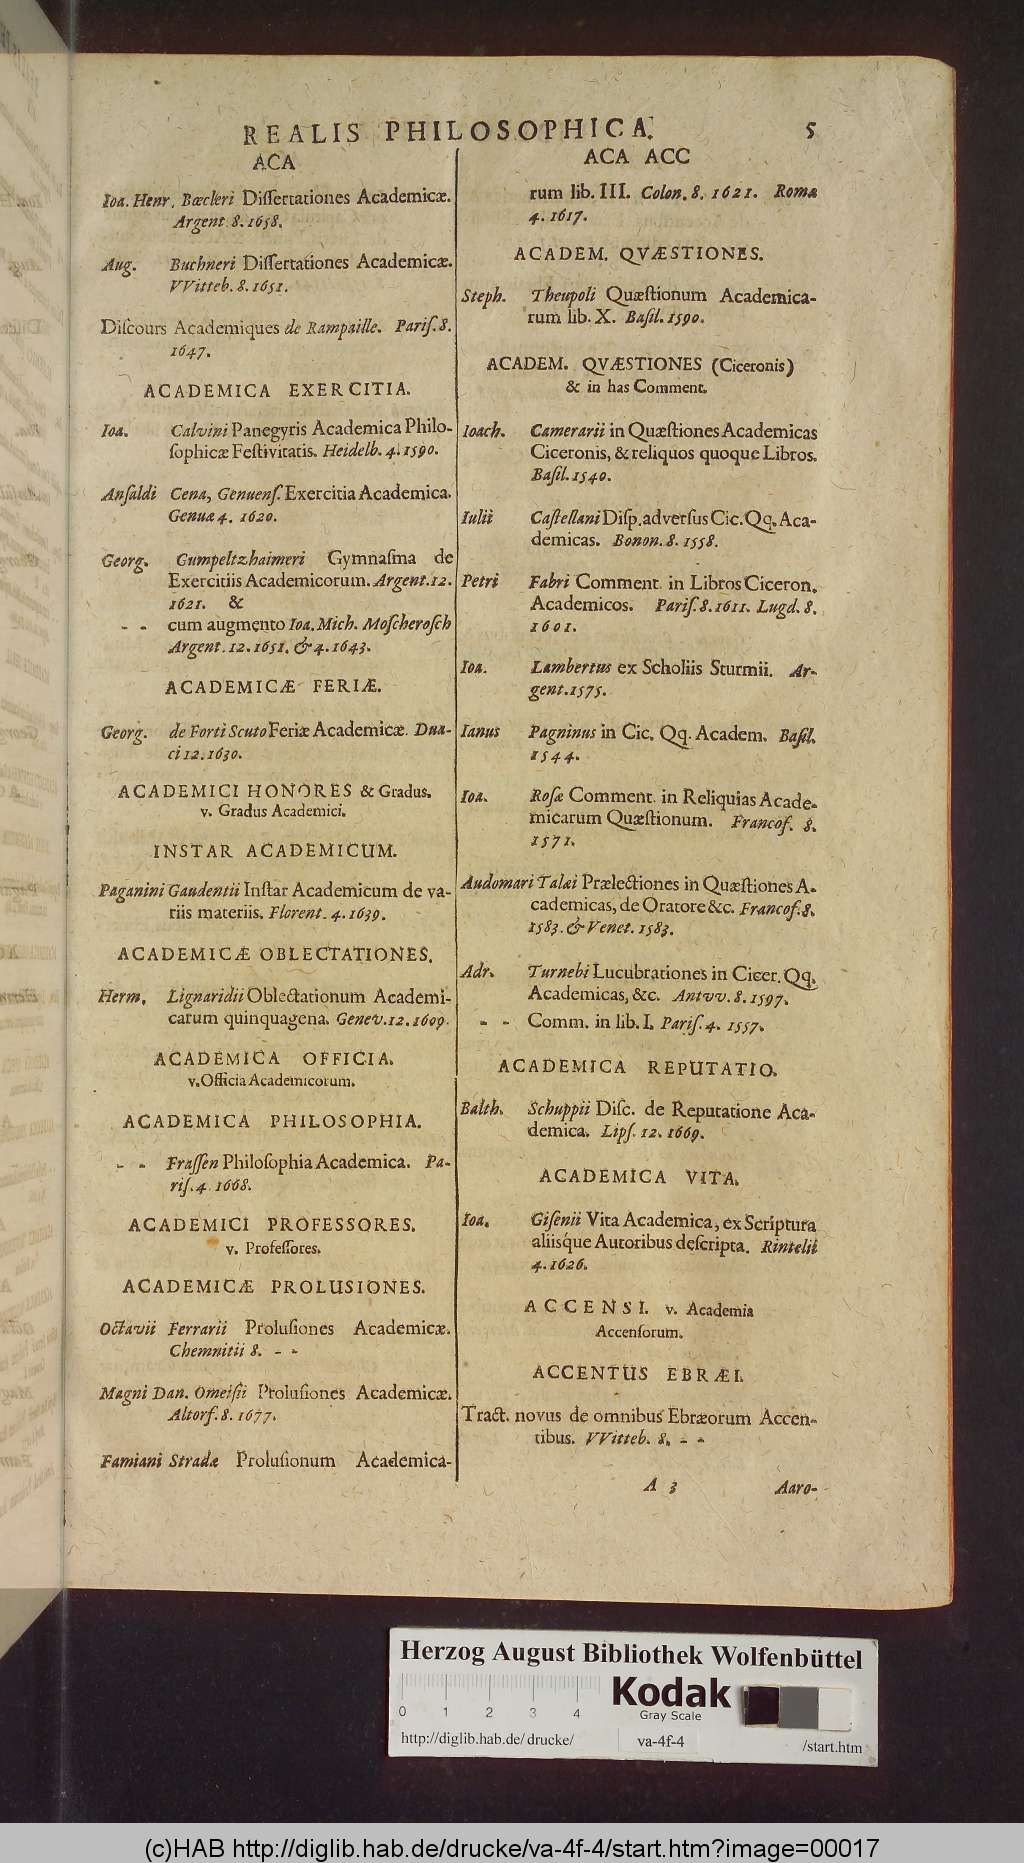 REALIS PHILOSOPHICA. 5
ACA
Ioa. Henr. Bœcleri Diſſertationes Academicæ.
Argent. 8. 1658.
Aug. Buchneri Diſſertationes Academicæ.
VVitteb. 8. 1651.
Diſcours Academiques de Rampaille. Pariſ. 8.
1647.
ACADEMICA EXERCITIA.
Ioa. Calvini Panegyris Academica Philo-
ſophicæ Feſtivitatis. Heidelb. 4. 1590.
Anſaldi Cena, Genuenſ. Exercitia Academica.
Genuæ 4. 1620.
Georg. Gumpeltzhaimeri Gymnaſma de
Exercitiis Academicorum. Argent. 12.
1621. &
- - cum augmento Ioa. Mich. Moſcheroſch
Argent. 12. 1651. & 4. 1643.
ACADEMICÆ FERIÆ.
Georg. de Forti Scuto Feriæ Academicæ. Dua-
ci 12. 1630.
ACADEMICI HONORES & Gradus.
v. Gradus Academici.
INSTAR ACADEMICUM.
Paganini Gaudentii Inſtar Academicum de va-
riis materiis. Florent. 4. 1639.
ACADEMICÆ OBLECTATIONES.
Herm. Lignaridii Oblectationum Academi-
carum quinquagena. Genev. 12. 1609.
ACADEMICA OFFICIA.
v. Officia Academicorum.
ACADEMICA PHILOSOPHIA.
- - Fraſſen Philoſophia Academica. Pa-
riſ. 4. 1668.
ACADEMICI PROFESSORES.
v. Profeſſores.
ACADEMICÆ PROLUSIONES.
Octavii Ferrarii Proluſiones Academicæ.
Chemnitii 8. - -
Magni Dan. Omeiſii Proluſiones Academicæ.
Altorf. 8. 1677.
Famiani Stradæ Proluſionum Academica-
ACA ACC
rum lib. III. Colon. 8. 1621. Romæ
4. 1617.
ACADEM. QVÆSTIONES.
Steph. Theupoli Quæſtionum Academica-
rum lib. X. Baſil. 1590.
ACADEM. QVÆSTIONES (Ciceronis)
& in has Comment.
Ioach. Camerarii in Quæſtiones Academicas
Ciceronis, & reliquos quoque Libros.
Baſil. 1540.
Iulii Caſtellani Diſp. adverſus Cic. Qq. Aca-
demicas. Bonon. 8. 1558.
Petri Fabri Comment. in Libros Ciceron.
Academicos. Pariſ. 8. 1611. Lugd. 8.
1601.
Ioa. Lambertus ex Scholiis Sturmii. Ar-
gent. 1575.
Ianus Pagninus in Cic. Qq. Academ. Baſil.
1544.
Ioa. Roſæ Comment. in Reliquias Acade-
micarum Quæſtionum. Francof. 8.
1571.
Audomari Talæi Prælectiones in Quæſtiones A-
cademicas, de Oratore &c. Francof. 8.
1583. & Venet. 1583.
Adr. Turnebi Lucubrationes in Cicer. Qq.
Academicas, &c. Antvv. 8. 1597.
- - Comm. in lib. I. Pariſ. 4. 1557.
ACADEMICA REPUTATIO.
Balth. Schuppii Diſc. de Reputatione Aca-
demica. Lipſ. 12. 1669.
ACADEMICA VITA.
Ioa. Giſenii Vita Academica, ex Scriptura
aliisque Autoribus deſcripta. Rintelii
4. 1626.
ACCENSI. v. Academia
Accenſorum.
ACCENTUS EBRÆI.
Tract. novus de omnibus Ebræorum Accen-
tibus. VVitteb. 8. - -
A 3 Aaro-
Herzog August Bibliothek Wolfenbüttel
0 1 2 3 4
Kodak
Gray Scale
http://diglib.hab.de/drucke/ va-4f-4 /start.htm
(c)HAB http://diglib.hab.de/drucke/va-4f-4/start.htm?image=00017